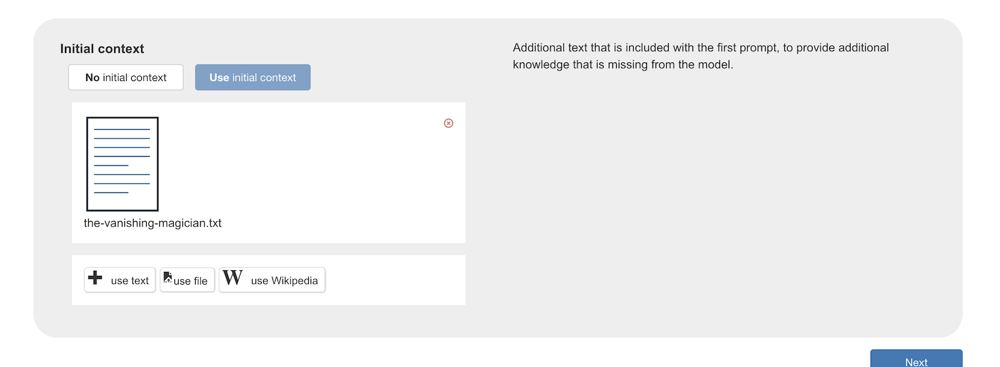 Initial context
No initial context
Use initial context
the-vanishing-magician.txt
use text
use file
W use Wikipedia
Additional text that is included with the first prompt, to provide additional
knowledge that is missing from the model.
Next